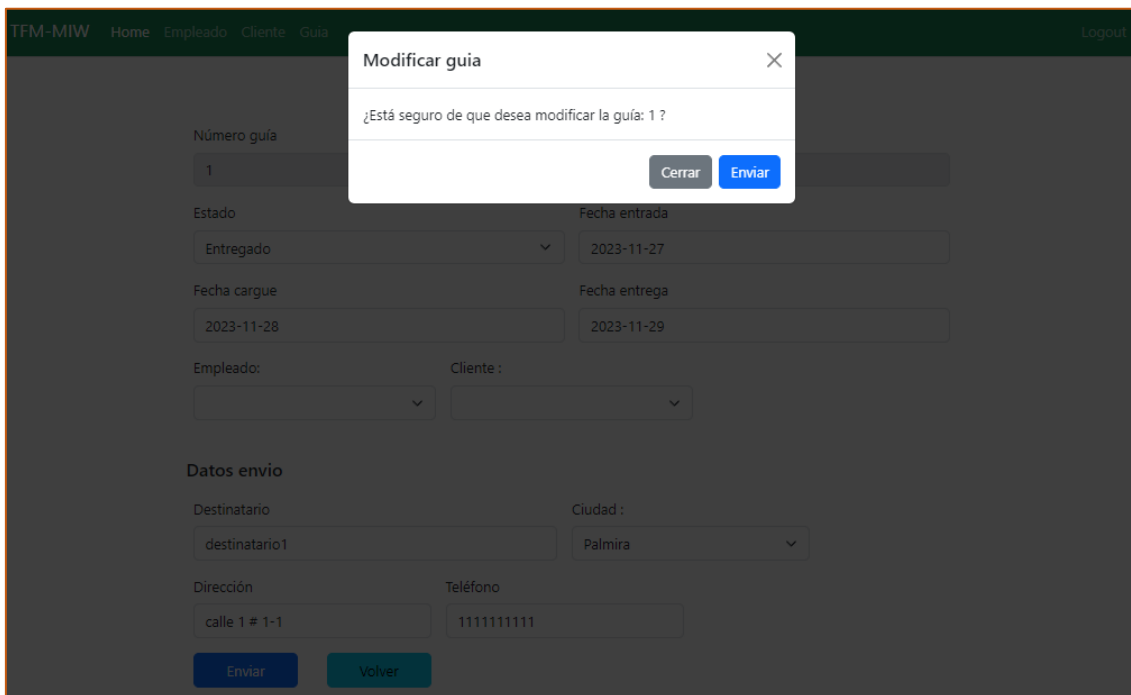 TFM-MIW Home Empleado Cliente Guia Logout
Modificar guia
¿Está seguro de que desea modificar la guía: 1 ?
Cerrar Enviar
Número guía
1
Estado Fecha entrada
Entregado 2023-11-27
Fecha cargue Fecha entrega
2023-11-28 2023-11-29
Empleado: Cliente :
Datos envio
Destinatario Ciudad :
destinatario1 Palmira
Dirección Teléfono
calle 1 # 1-1 1111111111
Enviar Volver